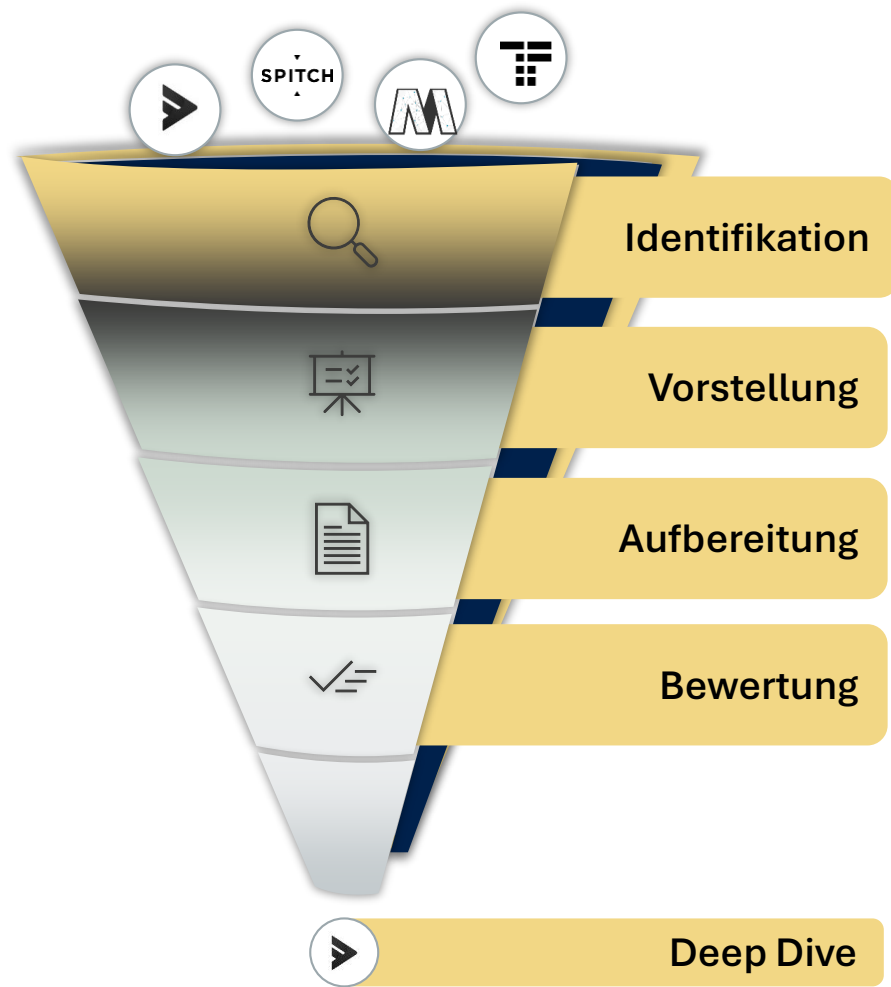 SPITCH
Identifikation
Vorstellung
Aufbereitung
Bewertung
Deep Dive